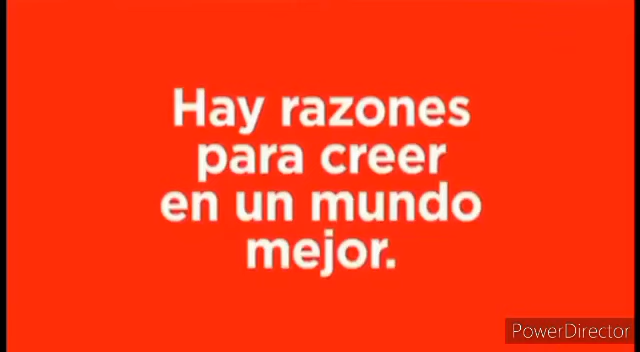 Hay razones
para creer
en un mundo
mejor.
PowerDirector